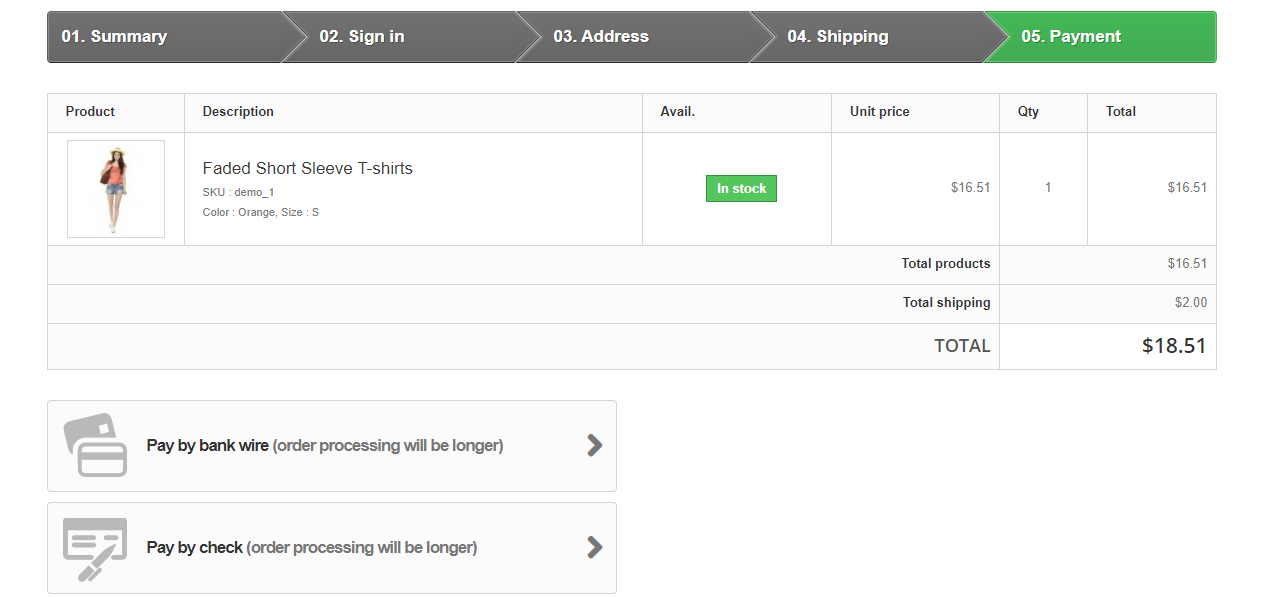 01. Summary 02. Sign in 03. Address 04. Shipping 05. Payment
Product Description Avail. Unit price Qty Total
Faded Short Sleeve T-shirts
SKU : demo_1
Color : Orange, Size : S
In stock $16.51 1 $16.51
Total products $16.51
Total shipping $2.00
TOTAL $18.51
Pay by bank wire (order processing will be longer)
Pay by check (order processing will be longer)